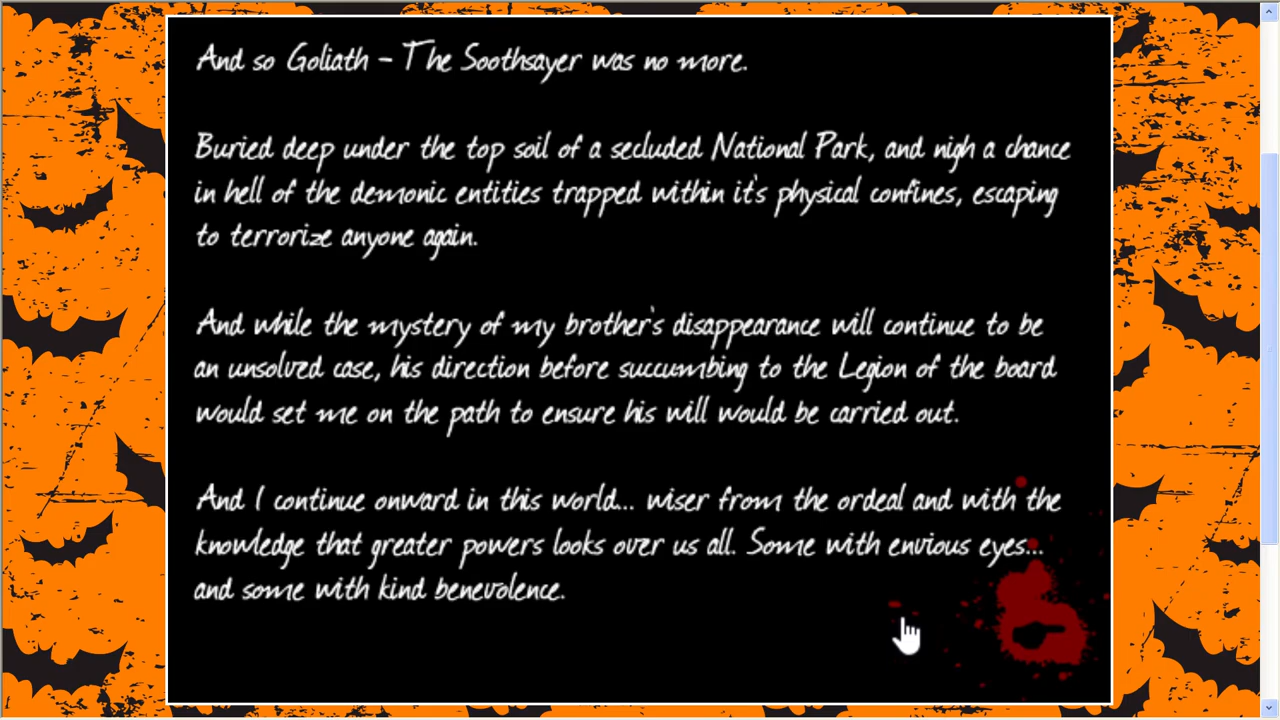 And so Goliath - The Soothsayer was no more.
Buried deep under the top soil of a secluded National Park, and nigh a chance
in hell of the demonic entities trapped within it's physical confines, escaping
to terrorize anyone again.
And while the mystery of my brother's disappearance will continue to be
an unsolved case, his direction before succumbing to the Legion of the board
would set me on the path to ensure his will would be carried out.
And I continue onward in this world... wiser from the ordeal and with the
knowledge that greater powers looks over us all. Some with envious eyes...
and some with kind benevolence.